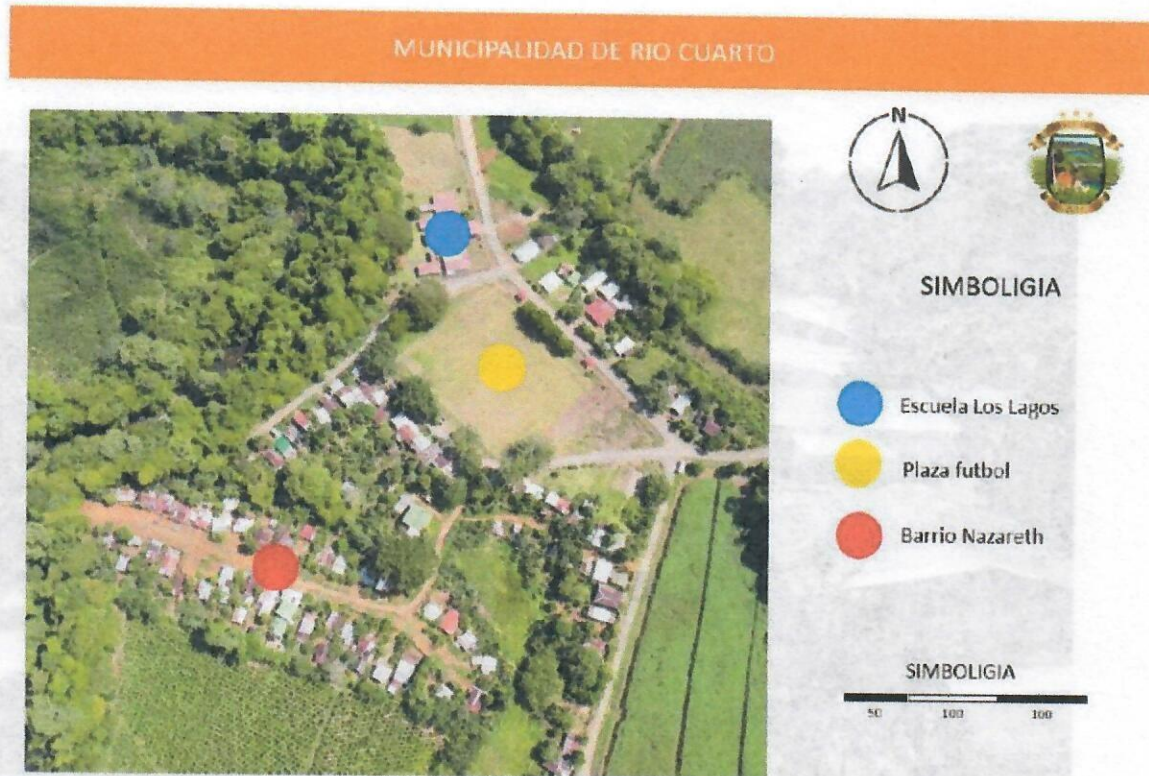 MUNICIPALIDAD DE RIO CUARTO
N
SIMBOLIGIA
Escuela Los Lagos
Plaza futbol
Barrio Nazareth
SIMBOLIGIA
50 100 100